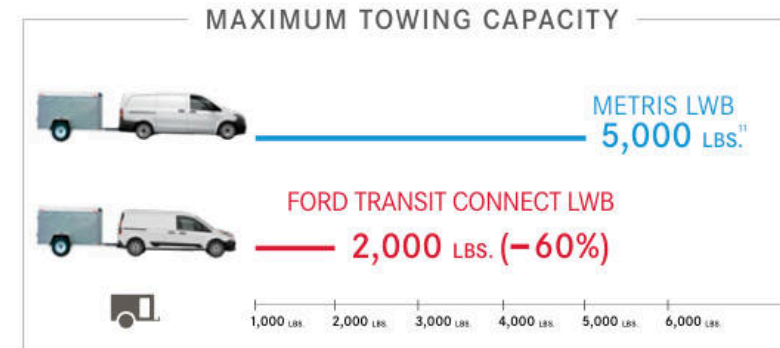 MAXIMUM TOWING CAPACITY
METRIS LWB
5,000 LBS.¹¹
FORD TRANSIT CONNECT LWB
2,000 LBS. (−60%)
1,000 LBS. 2,000 LBS. 3,000 LBS. 4,000 LBS. 5,000 LBS. 6,000 LBS.